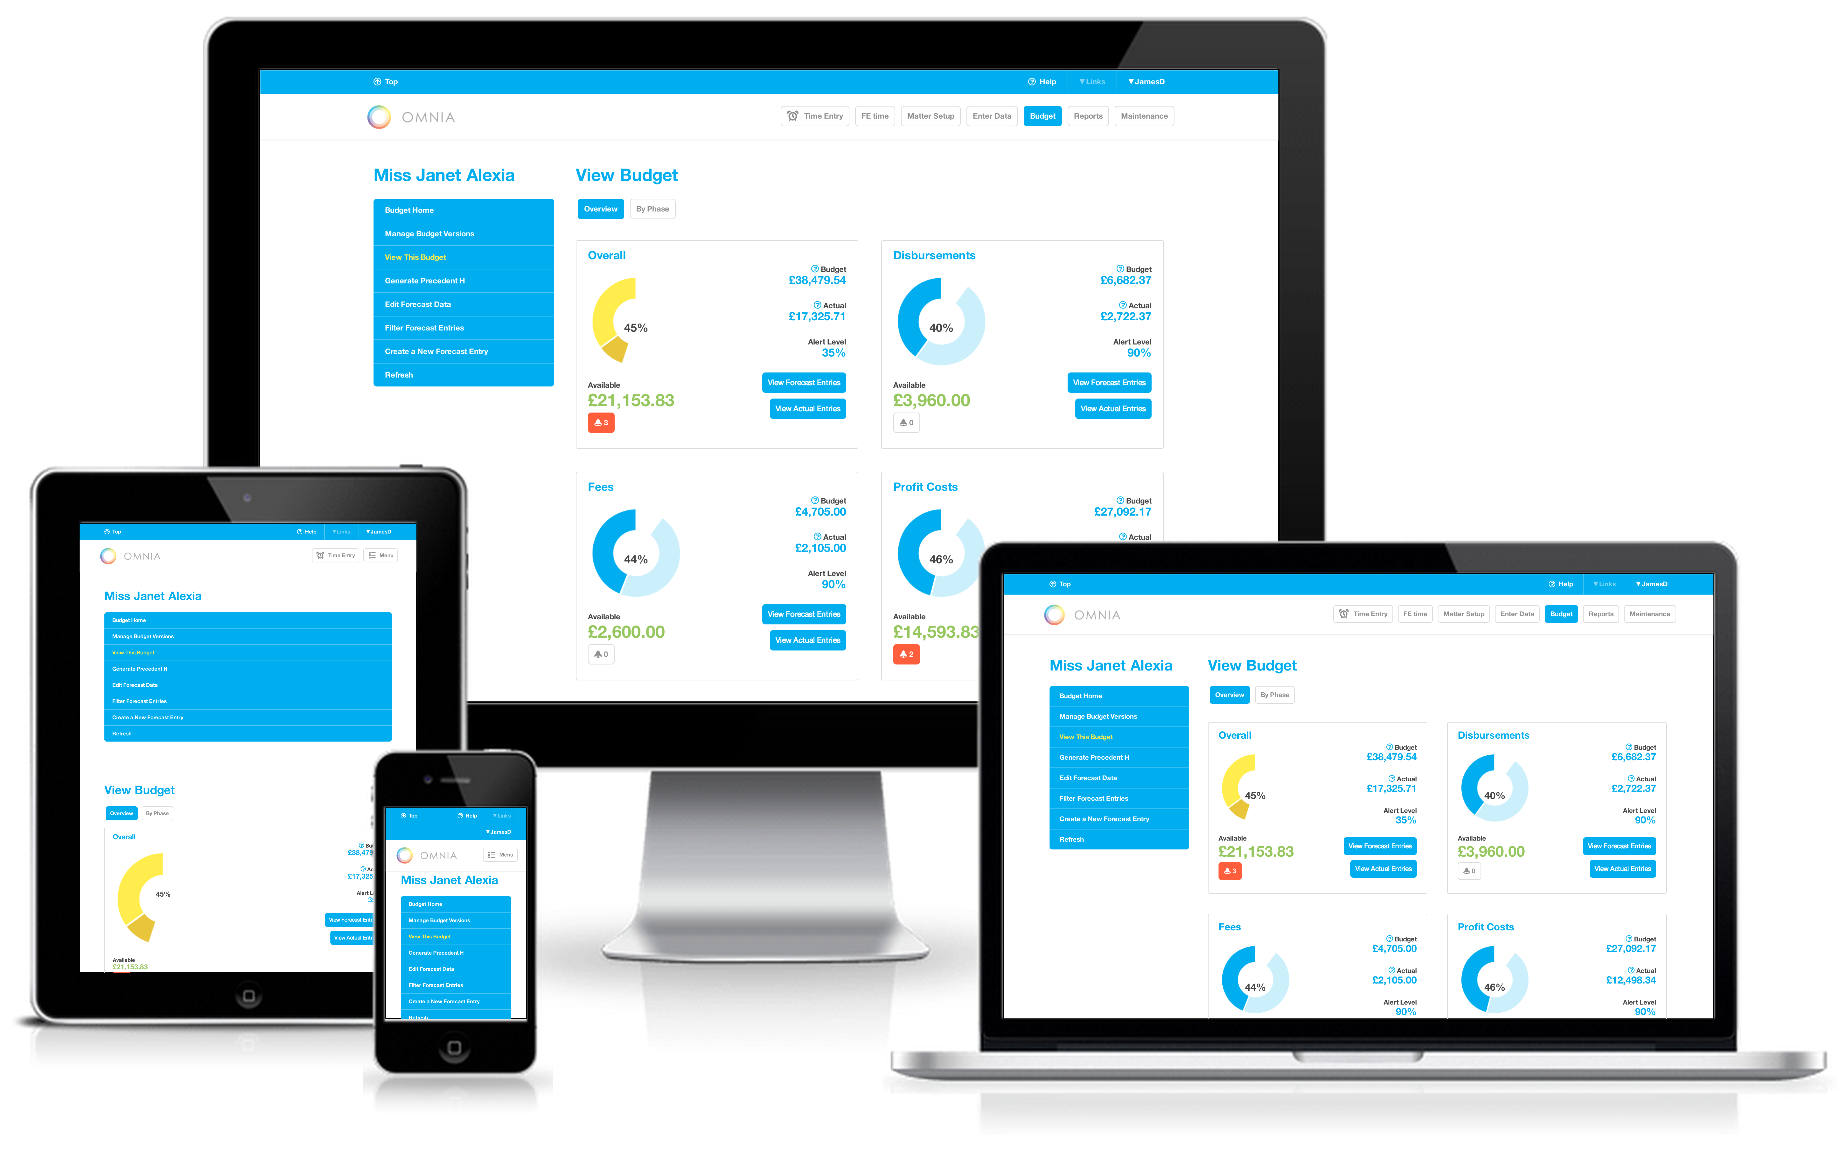 Top
Help
Links
JamesD
OMNIA
Time Entry
FE time
Matter Setup
Enter Data
Budget
Reports
Maintenance
Miss Janet Alexia
Budget Home
Manage Budget Versions
View This Budget
Generate Precedent H
Edit Forecast Data
Filter Forecast Entries
Create a New Forecast Entry
Refresh
View Budget
Overview
By Phase
Overall
45%
Budget
£38,479.54
Actual
£17,325.71
Alert Level
35%
Available
£21,153.83
3
View Forecast Entries
View Actual Entries
Disbursements
40%
Budget
£6,682.37
Actual
£2,722.37
Alert Level
90%
Available
£3,960.00
0
View Forecast Entries
View Actual Entries
Fees
44%
Budget
£4,705.00
Actual
£2,105.00
Alert Level
90%
Available
£2,600.00
0
View Forecast Entries
View Actual Entries
Profit Costs
46%
Budget
£27,092.17
Actual
Available
£14,593.83
2
Top
Help
Links
JamesD
OMNIA
Time Entry
Menu
Miss Janet Alexia
Budget Home
Manage Budget Versions
View This Budget
Generate Precedent H
Edit Forecast Data
Filter Forecast Entries
Create a New Forecast Entry
Refresh
View Budget
Overview
By Phase
Overall
45%
Bu
£38,479
Ac
£17,325
Alert L
View Forecast Ent
View Actual Ent
Available
£21,153.83
Top
Help
Links
JamesD
OMNIA
Menu
Miss Janet Alexia
Budget Home
Manage Budget Versions
View This Budget
Generate Precedent H
Edit Forecast Data
Filter Forecast Entries
Create a New Forecast Entry
Refresh
Top
Help
Links
JamesD
OMNIA
Time Entry
FE time
Matter Setup
Enter Data
Budget
Reports
Maintenance
Miss Janet Alexia
Budget Home
Manage Budget Versions
View This Budget
Generate Precedent H
Edit Forecast Data
Filter Forecast Entries
Create a New Forecast Entry
Refresh
View Budget
Overview
By Phase
Overall
45%
Budget
£38,479.54
Actual
£17,325.71
Alert Level
35%
Available
£21,153.83
3
View Forecast Entries
View Actual Entries
Disbursements
40%
Budget
£6,682.37
Actual
£2,722.37
Alert Level
90%
Available
£3,960.00
0
View Forecast Entries
View Actual Entries
Fees
44%
Budget
£4,705.00
Actual
£2,105.00
Alert Level
90%
Profit Costs
46%
Budget
£27,092.17
Actual
£12,498.34
Alert Level
90%